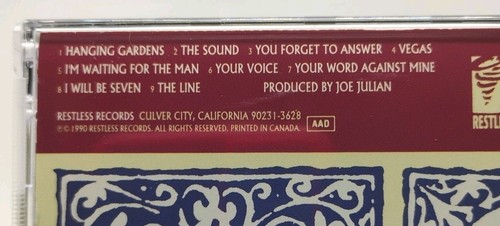 1 HANGING GARDENS 2 THE SOUND 3 YOU FORGET TO ANSWER 4 VEGAS
5 I'M WAITING FOR THE MAN 6 YOUR VOICE 7 YOUR WORD AGAINST MINE
8 I WILL BE SEVEN 9 THE LINE PRODUCED BY JOE JULIAN
RESTLESS RECORDS CULVER CITY, CALIFORNIA 90231-3628
℗ © 1990 RESTLESS RECORDS. ALL RIGHTS RESERVED. PRINTED IN CANADA. AAD
RESTL